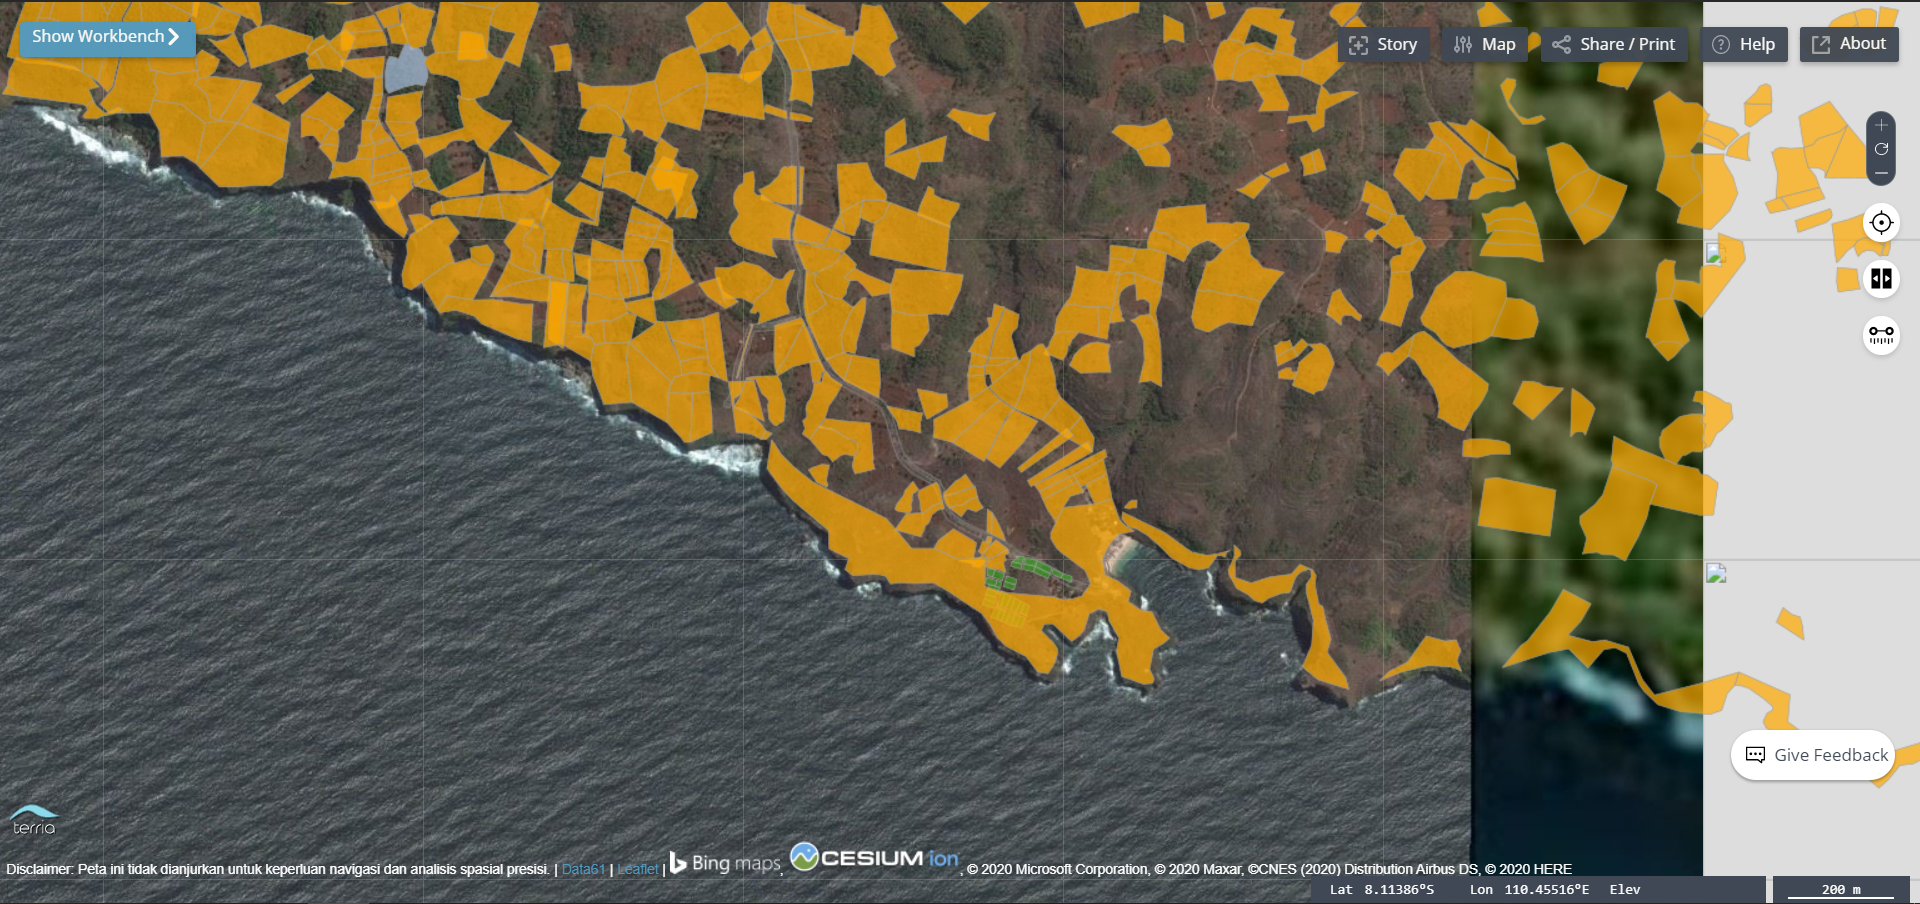 Show Workbench
Story
Map
Share / Print
Help
About
Give Feedback
terria
Disclaimer: Peta ini tidak dianjurkan untuk keperluan navigasi dan analisis spasial presisi. | Data61 | Leaflet | Bing maps, CESIUM ion, © 2020 Microsoft Corporation, © 2020 Maxar, ©CNES (2020) Distribution Airbus DS, © 2020 HERE
Lat 8.11386°S Lon 110.45516°E Elev
200 m